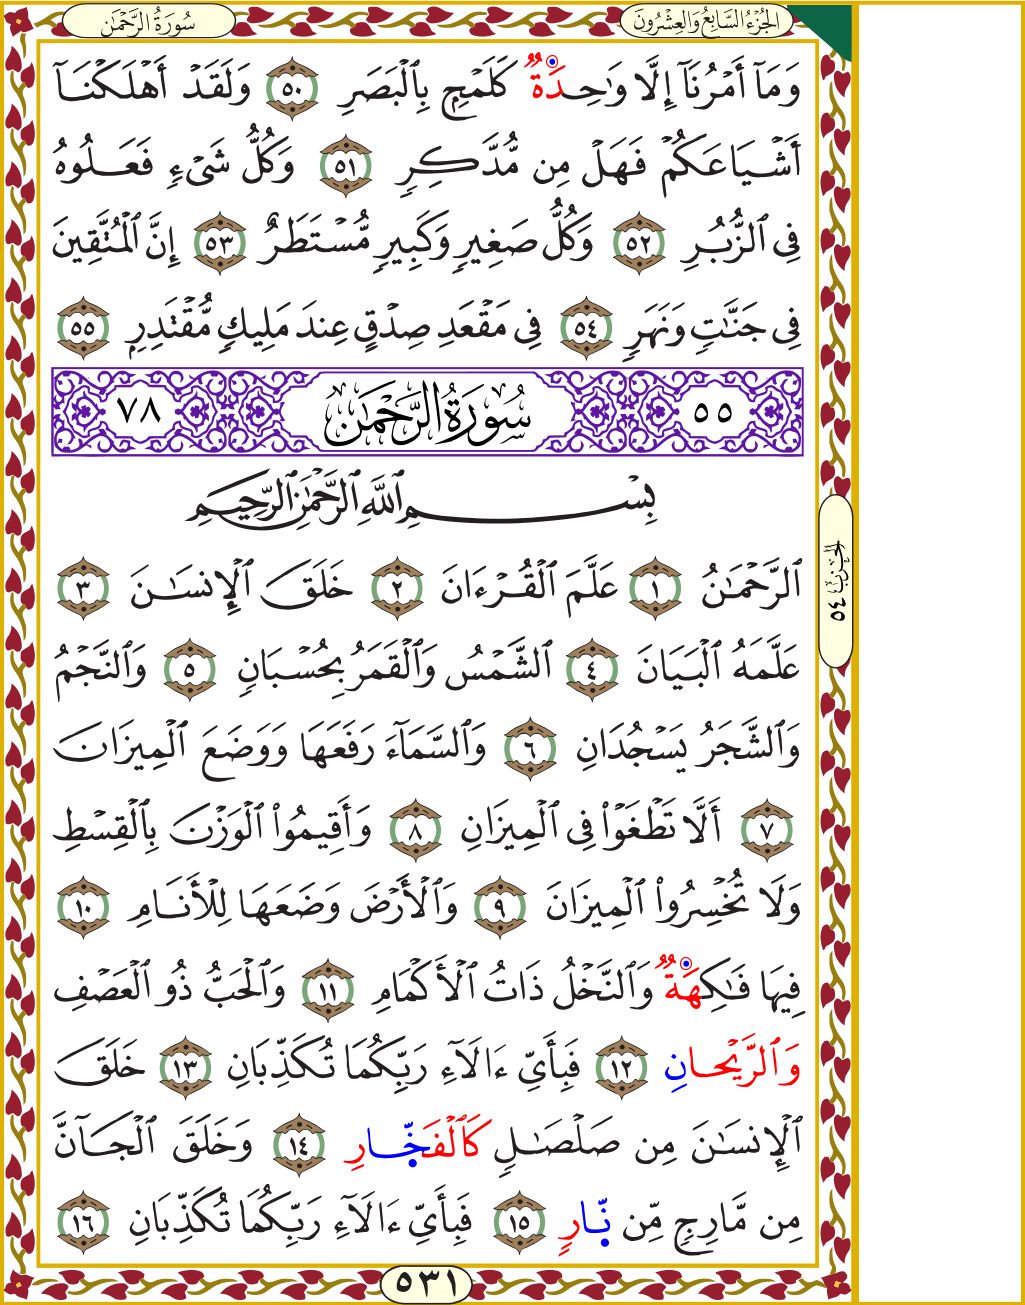 سُورَةُ الرَّحْمَٰن
الجُزْءُ السَّابِعُ وَالعِشْرُونَ
وَمَآ أَمْرُنَآ إِلَّا وَٰحِدَةٌ كَلَمْحٍۭ بِٱلْبَصَرِ ٥٠ وَلَقَدْ أَهْلَكْنَآ
أَشْيَاعَكُمْ فَهَلْ مِن مُّدَّكِرٍ ٥١ وَكُلُّ شَىْءٍ فَعَلُوهُ
فِى ٱلزُّبُرِ ٥٢ وَكُلُّ صَغِيرٍ وَكَبِيرٍ مُّسْتَطَرٌ ٥٣ إِنَّ ٱلْمُتَّقِينَ
فِى جَنَّٰتٍ وَنَهَرٍ ٥٤ فِى مَقْعَدِ صِدْقٍ عِندَ مَلِيكٍ مُّقْتَدِرٍ ٥٥
٥٥ سُورَةُ الرَّحْمَٰن ٧٨
بِسْمِ ٱللَّهِ ٱلرَّحْمَٰنِ ٱلرَّحِيمِ
ٱلرَّحْمَٰنُ ١ عَلَّمَ ٱلْقُرْءَانَ ٢ خَلَقَ ٱلْإِنسَٰنَ ٣
عَلَّمَهُ ٱلْبَيَانَ ٤ ٱلشَّمْسُ وَٱلْقَمَرُ بِحُسْبَانٍ ٥ وَٱلنَّجْمُ
وَٱلشَّجَرُ يَسْجُدَانِ ٦ وَٱلسَّمَآءَ رَفَعَهَا وَوَضَعَ ٱلْمِيزَانَ
٧ أَلَّا تَطْغَوْا۟ فِى ٱلْمِيزَانِ ٨ وَأَقِيمُوا۟ ٱلْوَزْنَ بِٱلْقِسْطِ
وَلَا تُخْسِرُوا۟ ٱلْمِيزَانَ ٩ وَٱلْأَرْضَ وَضَعَهَا لِلْأَنَامِ ١٠
فِيهَا فَٰكِهَةٌ وَٱلنَّخْلُ ذَاتُ ٱلْأَكْمَامِ ١١ وَٱلْحَبُّ ذُو ٱلْعَصْفِ
وَٱلرَّيْحَانِ ١٢ فَبِأَىِّ ءَالَآءِ رَبِّكُمَا تُكَذِّبَانِ ١٣ خَلَقَ
ٱلْإِنسَٰنَ مِن صَلْصَٰلٍ كَٱلْفَخَّارِ ١٤ وَخَلَقَ ٱلْجَآنَّ
مِن مَّارِجٍ مِّن نَّارٍ ١٥ فَبِأَىِّ ءَالَآءِ رَبِّكُمَا تُكَذِّبَانِ ١٦
الحِزْبُ ٥٤
٥٣١